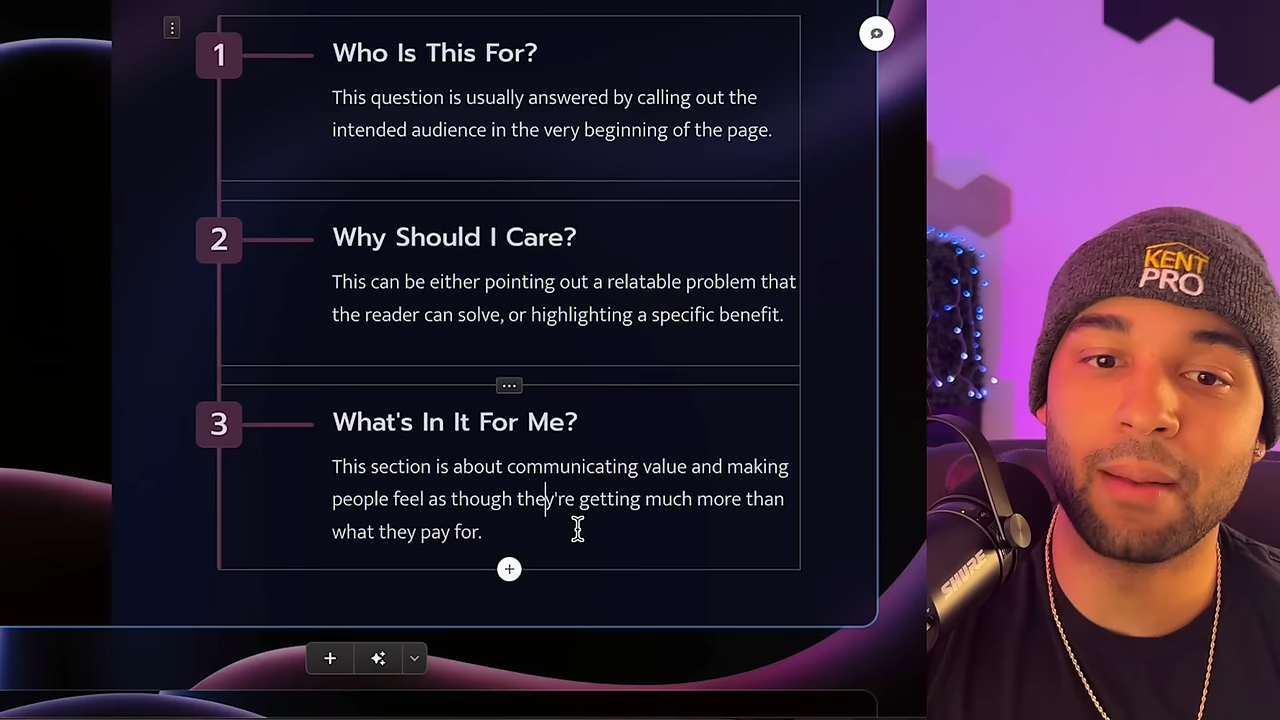 1
Who Is This For?
This question is usually answered by calling out the
intended audience in the very beginning of the page.
2
Why Should I Care?
This can be either pointing out a relatable problem that
the reader can solve, or highlighting a specific benefit.
3
What's In It For Me?
This section is about communicating value and making
people feel as though they're getting much more than
what they pay for.
KENT
PRO
SHURE